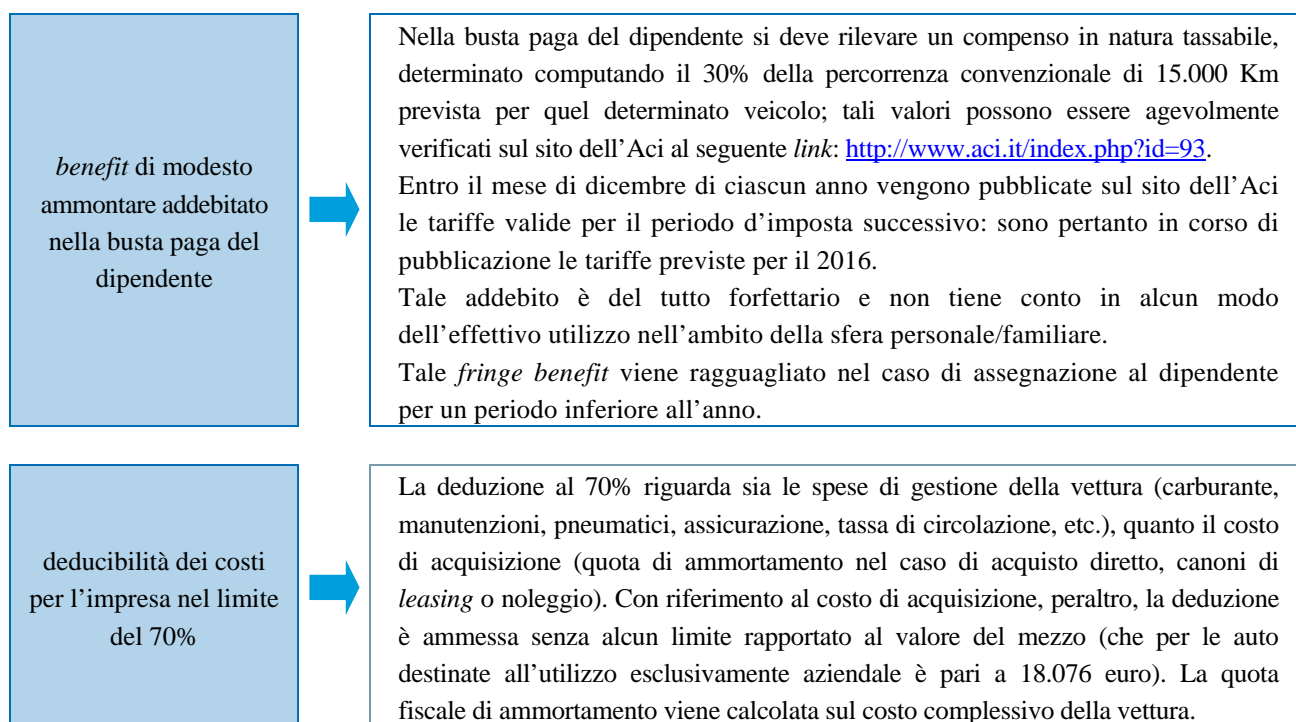 benefit di modesto
ammontare addebitato
nella busta paga del
dipendente
Nella busta paga del dipendente si deve rilevare un compenso in natura tassabile,
determinato computando il 30% della percorrenza convenzionale di 15.000 Km
prevista per quel determinato veicolo; tali valori possono essere agevolmente
verificati sul sito dell’Aci al seguente link: http://www.aci.it/index.php?id=93.
Entro il mese di dicembre di ciascun anno vengono pubblicate sul sito dell’Aci
le tariffe valide per il periodo d’imposta successivo: sono pertanto in corso di
pubblicazione le tariffe previste per il 2016.
Tale addebito è del tutto forfettario e non tiene conto in alcun modo
dell’effettivo utilizzo nell’ambito della sfera personale/familiare.
Tale fringe benefit viene ragguagliato nel caso di assegnazione al dipendente
per un periodo inferiore all’anno.
deducibilità dei costi
per l’impresa nel limite
del 70%
La deduzione al 70% riguarda sia le spese di gestione della vettura (carburante,
manutenzioni, pneumatici, assicurazione, tassa di circolazione, etc.), quanto il costo
di acquisizione (quota di ammortamento nel caso di acquisto diretto, canoni di
leasing o noleggio). Con riferimento al costo di acquisizione, peraltro, la deduzione
è ammessa senza alcun limite rapportato al valore del mezzo (che per le auto
destinate all’utilizzo esclusivamente aziendale è pari a 18.076 euro). La quota
fiscale di ammortamento viene calcolata sul costo complessivo della vettura.